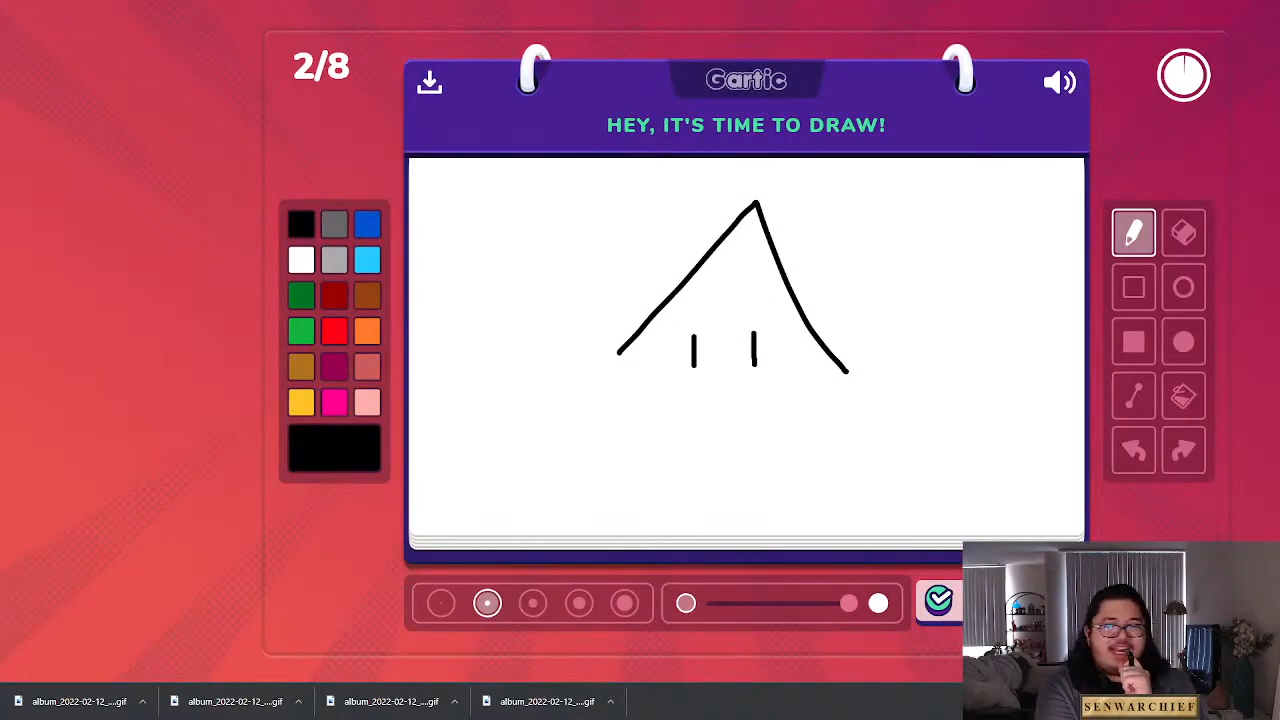 2/8
Gartic
HEY, IT'S TIME TO DRAW!
album_2022-02-12_....gif
album_2022-02-12_....gif
album_2022-02-12_....gif
album_2022-02-12_....gif
SENWARCHIEF